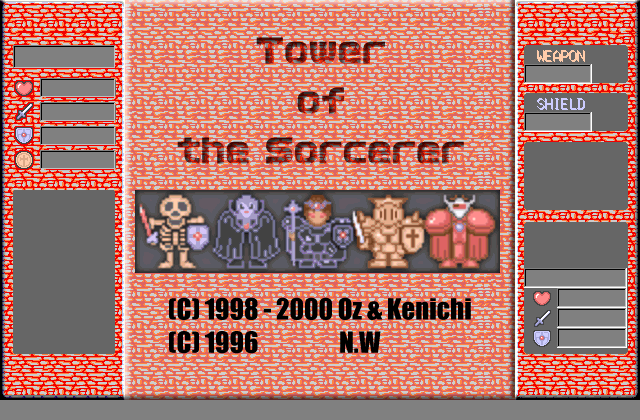 Tower
of
the Sorcerer
WEAPON
SHIELD
(C) 1998 - 2000 Oz & Kenichi
(C) 1996 N.W